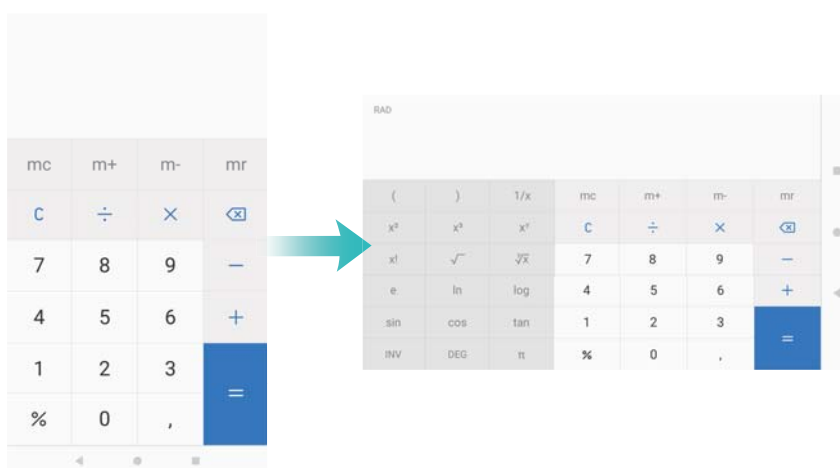 mc m+ m- mr
C ÷ ×
7 8 9 −
4 5 6 +
1 2 3
=
% 0 ,
RAD
( ) 1/x mc m+ m- mr
x² x³ xʸ C ÷ ×
x! √ ʸ√x 7 8 9 −
e ln log 4 5 6 +
sin cos tan 1 2 3
=
INV DEG π % 0 ,